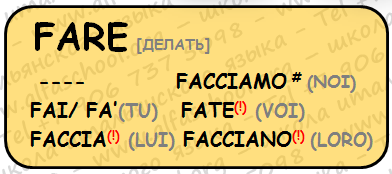 FARE [ДЕЛАТЬ]
---- FACCIAMO # (NOI)
FAI/ FA'(TU) FATE(!) (VOI)
FACCIA(!) (LUI) FACCIANO(!) (LORO)